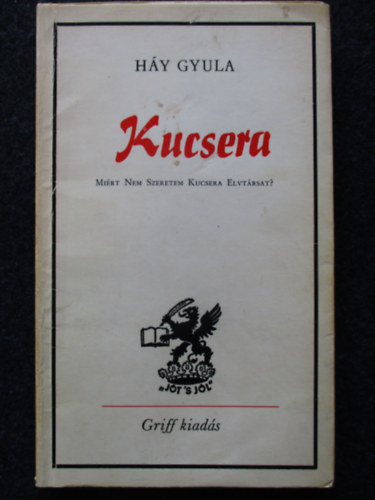 HÁY GYULA
Kucsera
MIÉRT NEM SZERETEM KUCSERA ELVTÁRSAT?
„JÓT 'S JÓL"
Griff kiadás